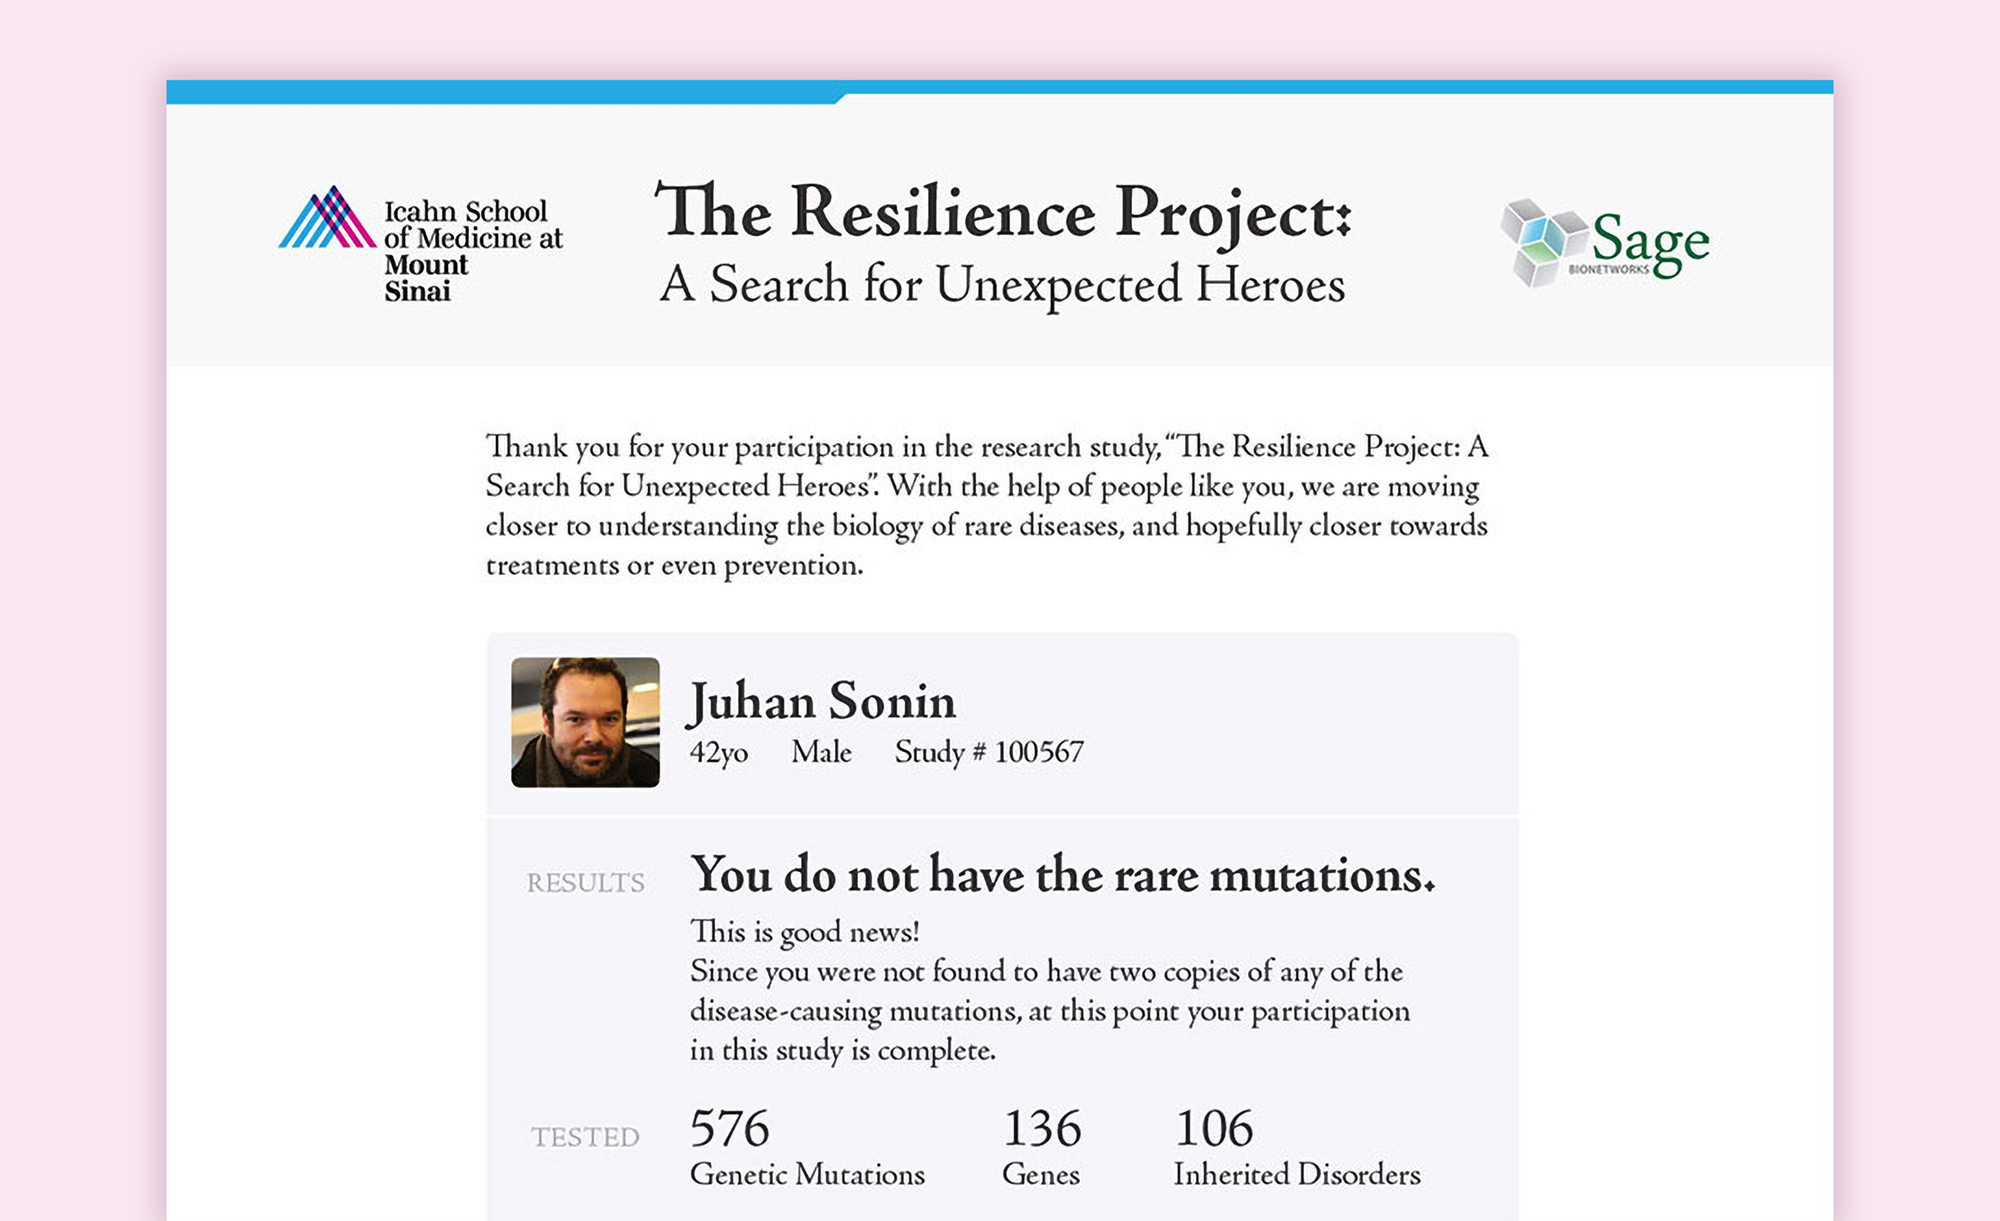 Icahn School
of Medicine at
Mount
Sinai
The Resilience Project:
A Search for Unexpected Heroes
Sage
BIONETWORKS
Thank you for your participation in the research study, “The Resilience Project: A
Search for Unexpected Heroes”. With the help of people like you, we are moving
closer to understanding the biology of rare diseases, and hopefully closer towards
treatments or even prevention.
Juhan Sonin
42yo Male Study # 100567
RESULTS You do not have the rare mutations.
This is good news!
Since you were not found to have two copies of any of the
disease-causing mutations, at this point your participation
in this study is complete.
TESTED 576 136 106
Genetic Mutations Genes Inherited Disorders